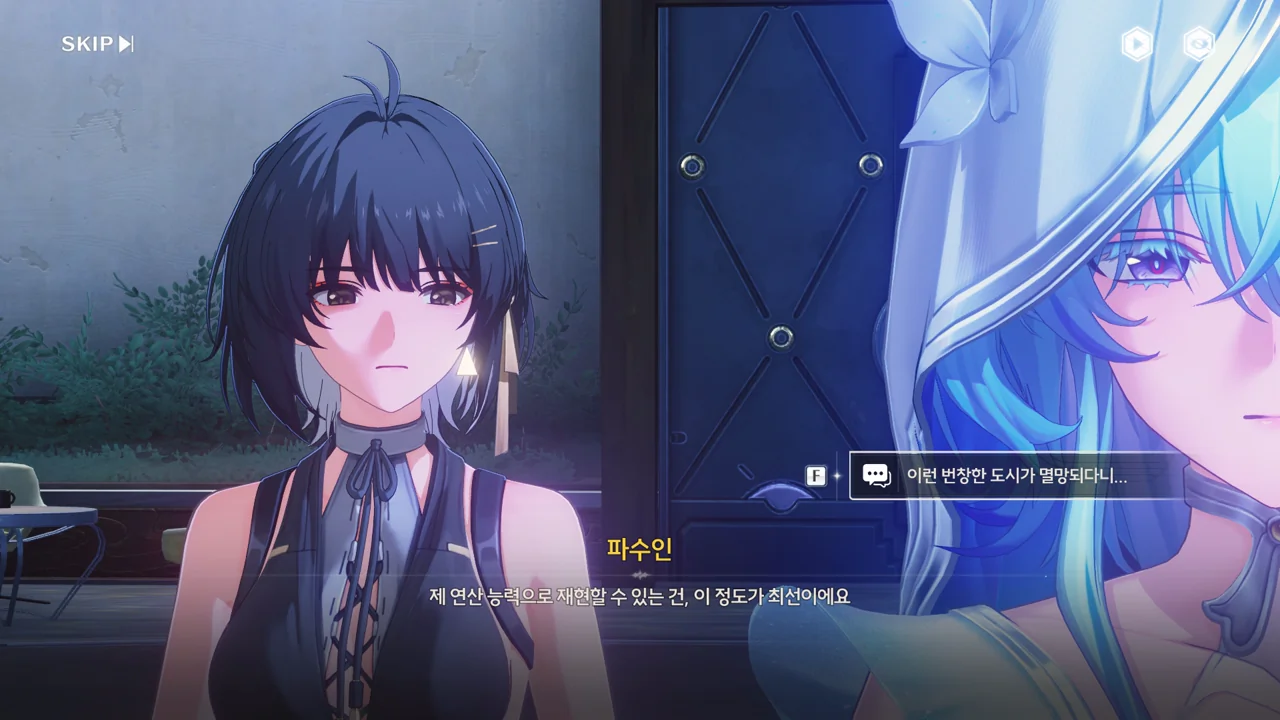 SKIP
F
이런 번창한 도시가 멸망되다니...
파수인
제 연산 능력으로 재현할 수 있는 건, 이 정도가 최선이에요